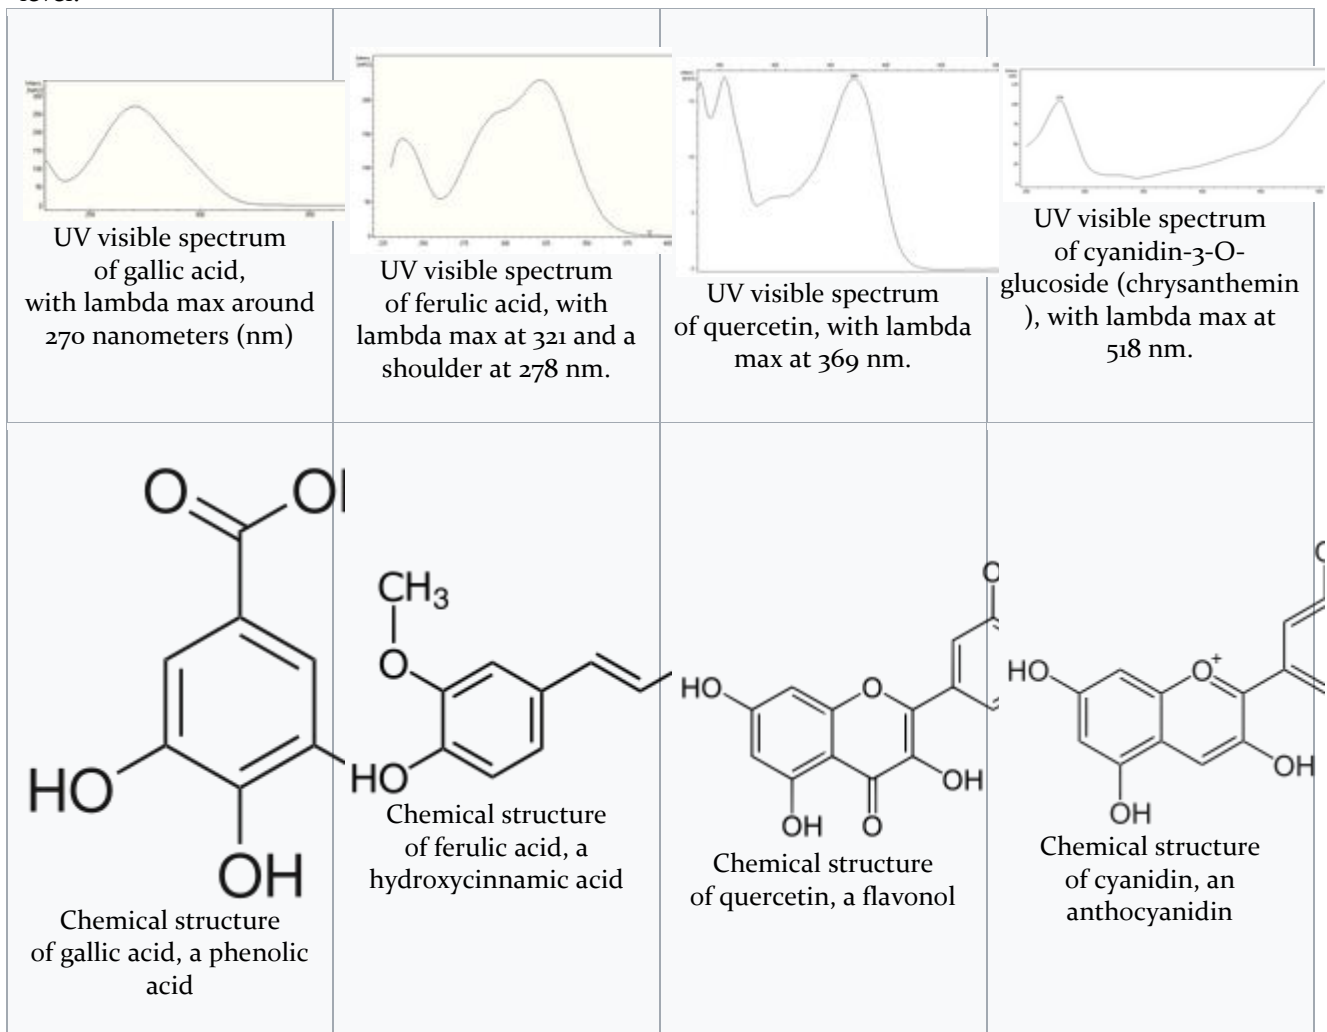 UV visible spectrum
of gallic acid,
with lambda max around
270 nanometers (nm)
UV visible spectrum
of ferulic acid, with
lambda max at 321 and a
shoulder at 278 nm.
UV visible spectrum
of quercetin, with lambda
max at 369 nm.
UV visible spectrum
of cyanidin-3-O-
glucoside (chrysanthemin
), with lambda max at
518 nm.
O
O
HO
OH
Chemical structure
of gallic acid, a phenolic
acid
CH3
O
HO
Chemical structure
of ferulic acid, a
hydroxycinnamic acid
HO
O
OH
OH
O
Chemical structure
of quercetin, a flavonol
HO
O+
OH
OH
Chemical structure
of cyanidin, an
anthocyanidin